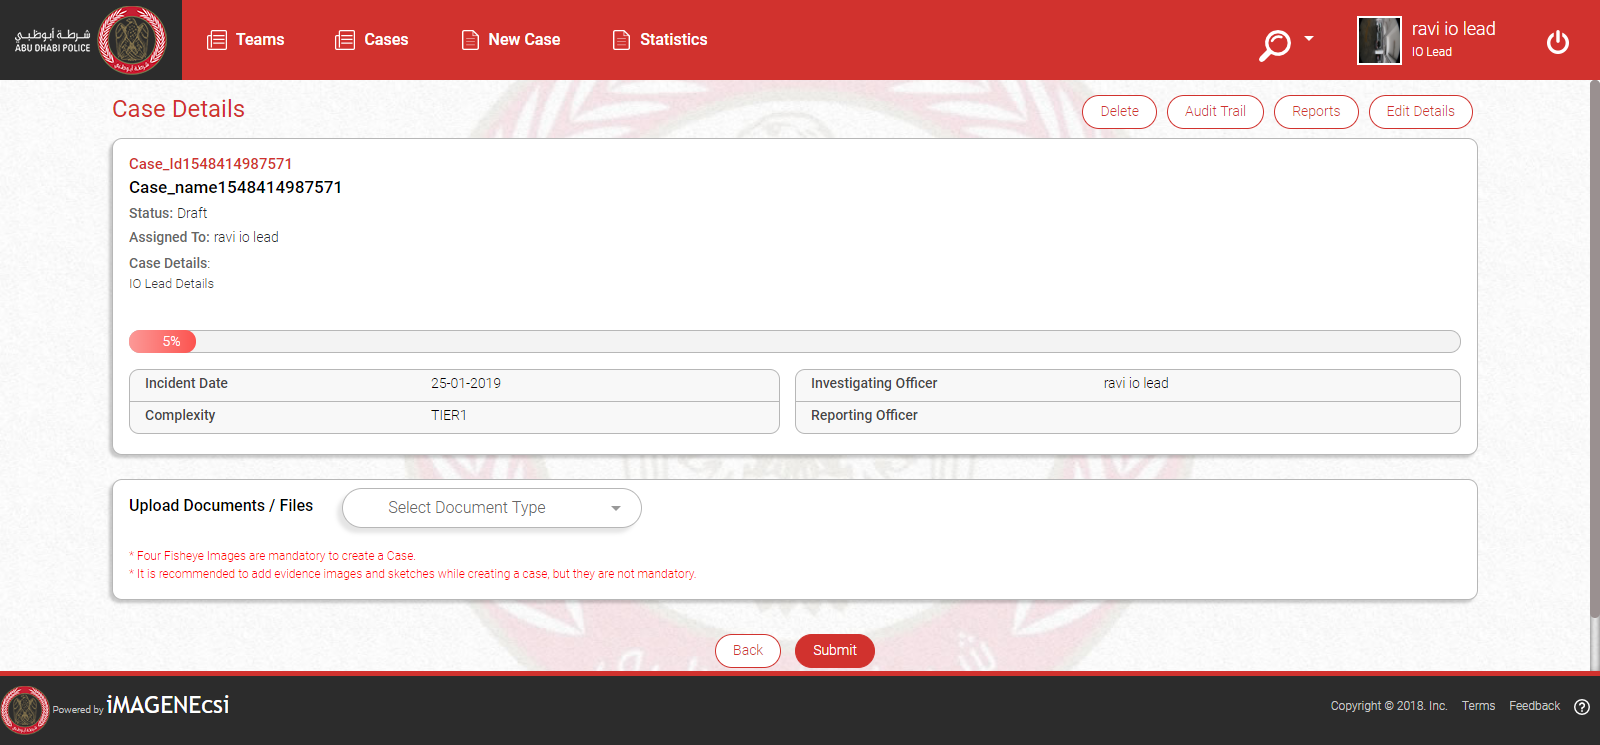 شرطة أبوظبي
ABU DHABI POLICE
Teams
Cases
New Case
Statistics
ravi io lead
IO Lead
Case Details
Delete
Audit Trail
Reports
Edit Details
Case_Id1548414987571
Case_name1548414987571
Status: Draft
Assigned To: ravi io lead
Case Details:
IO Lead Details
5%
Incident Date 25-01-2019
Complexity TIER1
Investigating Officer ravi io lead
Reporting Officer
Upload Documents / Files
Select Document Type
* Four Fisheye Images are mandatory to create a Case.
* It is recommended to add evidence images and sketches while creating a case, but they are not mandatory.
Back
Submit
Powered by iMAGENEcsi
Copyright © 2018. Inc.
Terms
Feedback
?